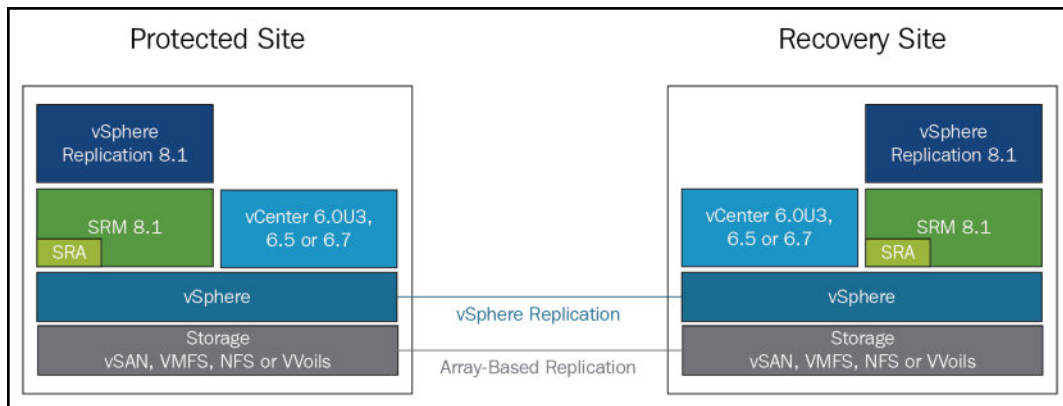 Protected Site
Recovery Site
vSphere
Replication 8.1
SRM 8.1
SRA
vCenter 6.0U3,
6.5 or 6.7
vSphere
Storage
vSAN, VMFS, NFS or VVoils
vSphere Replication
Array-Based Replication
vSphere
Replication 8.1
vCenter 6.0U3,
6.5 or 6.7
SRM 8.1
SRA
vSphere
Storage
vSAN, VMFS, NFS or VVoils